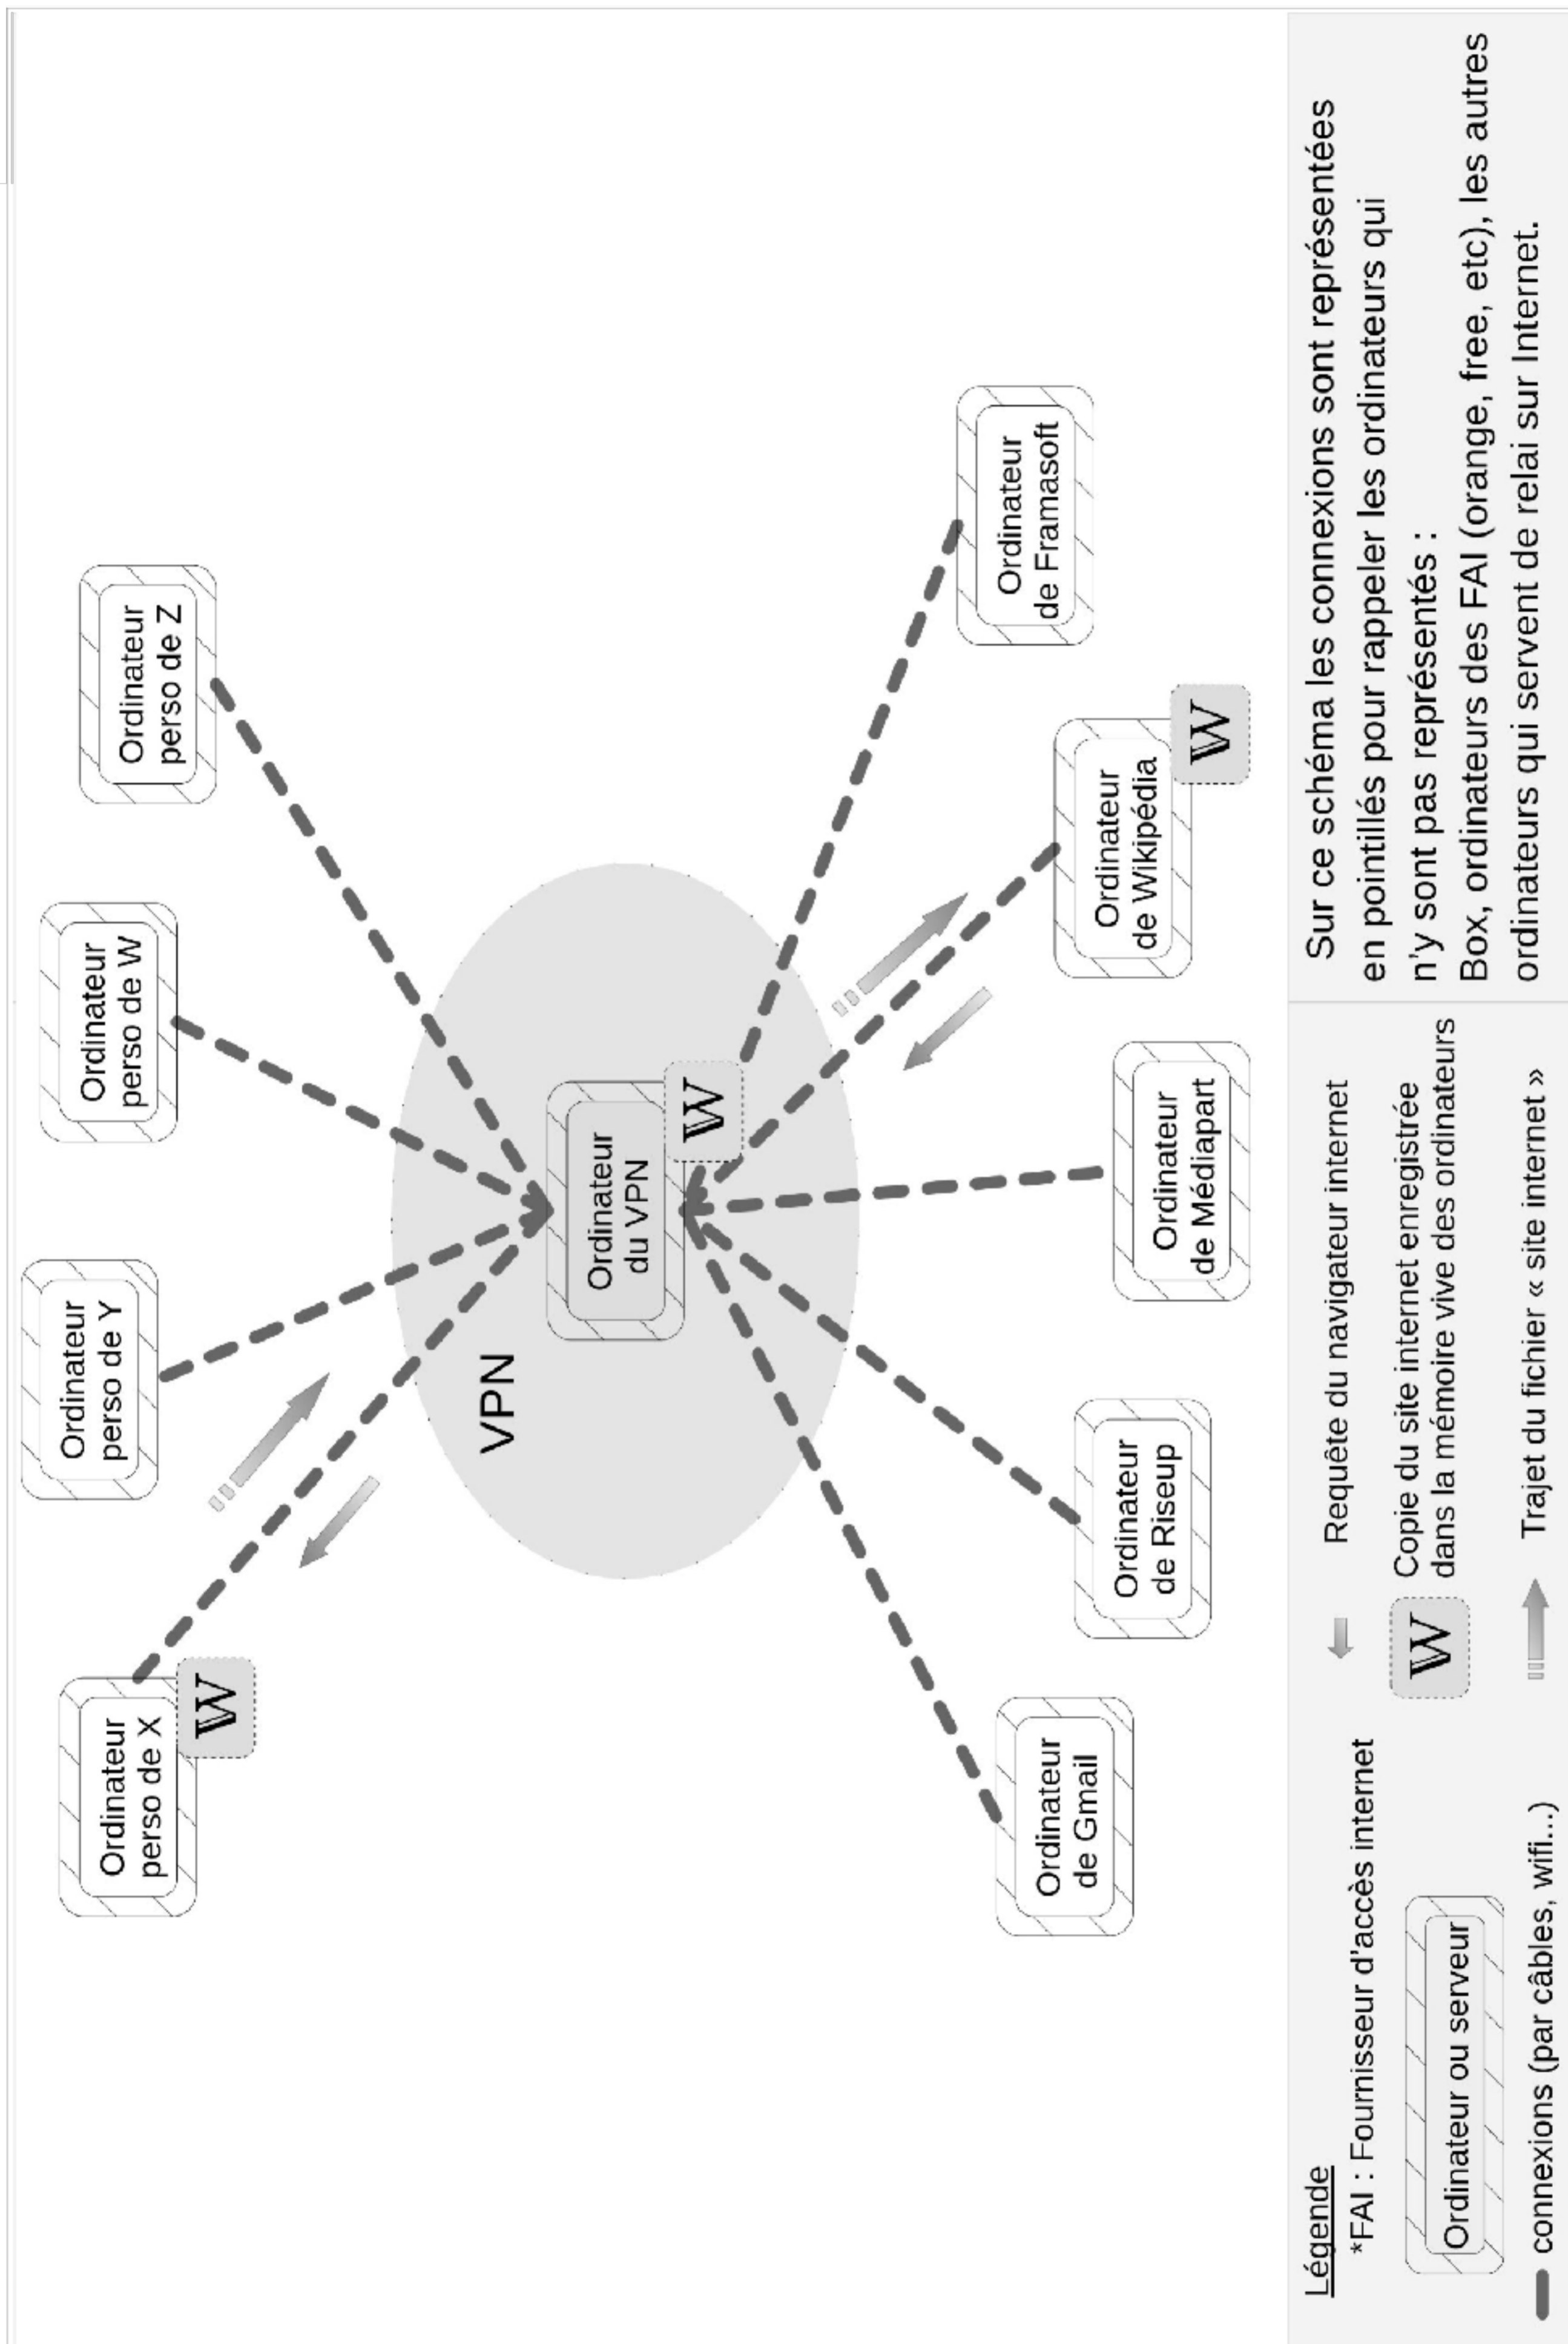 Ordinateur
perso de X
W
Ordinateur
perso de Y
Ordinateur
perso de W
Ordinateur
perso de Z
VPN
Ordinateur
du VPN
W
Ordinateur
de Gmail
Ordinateur
de Riseup
Ordinateur
de Médiapart
Ordinateur
de Wikipédia
W
Ordinateur
de Framasoft
Légende
*FAI : Fournisseur d'accès internet
Ordinateur ou serveur
connexions (par câbles, wifi...)
Requête du navigateur internet
W
Copie du site internet enregistrée
dans la mémoire vive des ordinateurs
Trajet du fichier « site internet »
Sur ce schéma les connexions sont représentées
en pointillés pour rappeler les ordinateurs qui
n'y sont pas représentés :
Box, ordinateurs des FAI (orange, free, etc), les autres
ordinateurs qui servent de relai sur Internet.